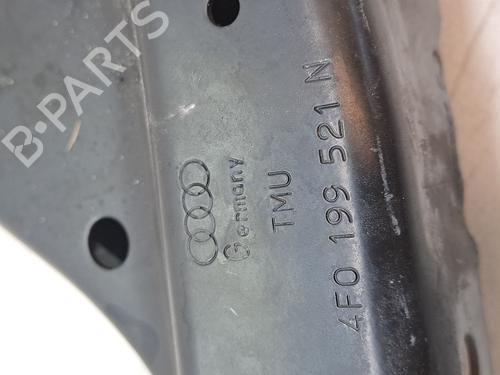 B-PARTS
Germany
TMU
4F0 199 521 N